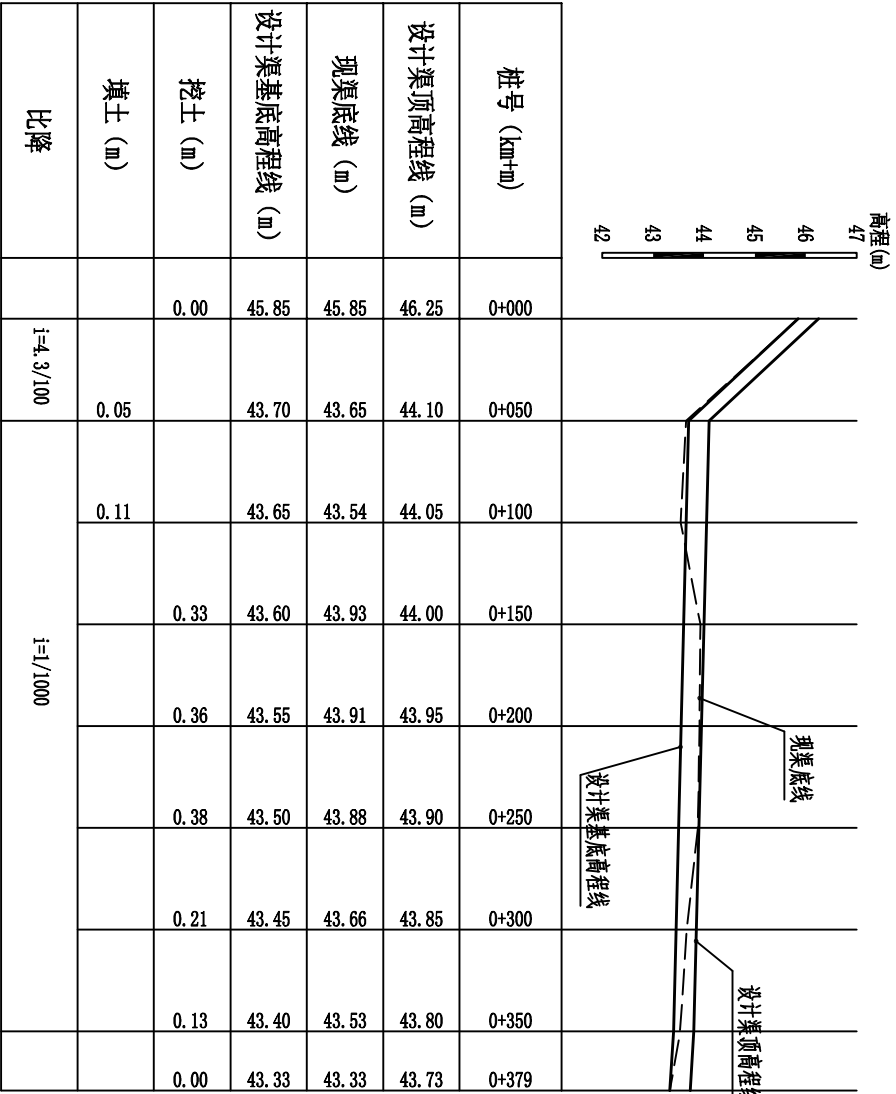 高程(m)
47
46
45
44
43
42
现渠底线
设计渠基底高程线
设计渠顶高程线
桩号 (km+m) 0+000 0+050 0+100 0+150 0+200 0+250 0+300 0+350 0+379
设计渠顶高程线 (m) 46.25 44.10 44.05 44.00 43.95 43.90 43.85 43.80 43.73
现渠底线 (m) 45.85 43.65 43.54 43.93 43.91 43.88 43.66 43.53 43.33
设计渠基底高程线 (m) 45.85 43.70 43.65 43.60 43.55 43.50 43.45 43.40 43.33
挖土 (m) 0.00 0.33 0.36 0.38 0.21 0.13 0.00
填土 (m) 0.05 0.11
比降 i=4.3/100 i=1/1000